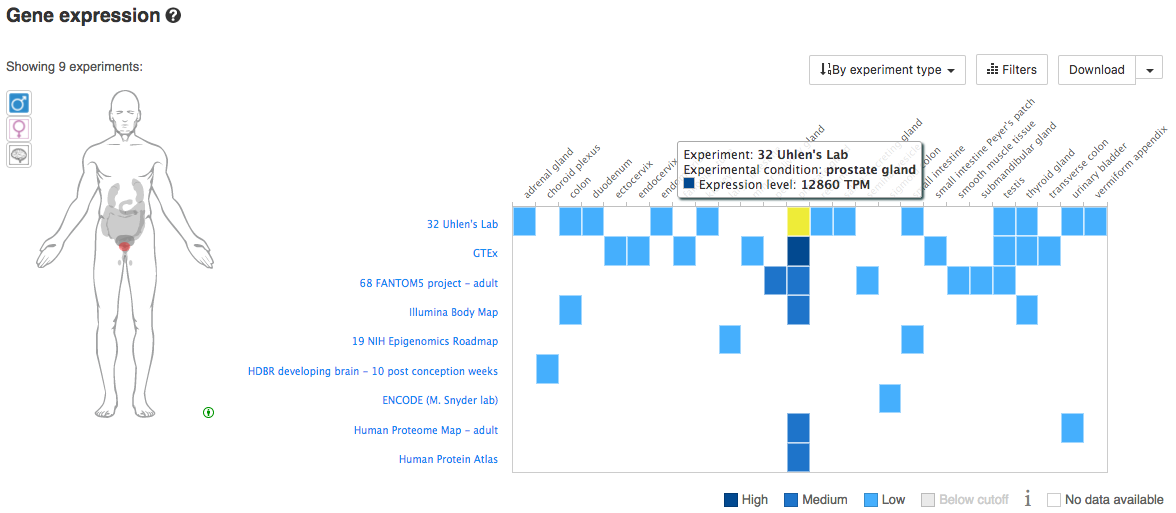 Gene expression ?
Showing 9 experiments:
By experiment type
Filters
Download
adrenal gland
choroid plexus
colon
duodenum
ectocervix
endocervix
small intestine
small intestine Peyer's patch
smooth muscle tissue
submandibular gland
testis
thyroid gland
transverse colon
urinary bladder
vermiform appendix
Experiment: 32 Uhlen's Lab
Experimental condition: prostate gland
Expression level: 12860 TPM
32 Uhlen's Lab
GTEx
68 FANTOM5 project - adult
Illumina Body Map
19 NIH Epigenomics Roadmap
HDBR developing brain - 10 post conception weeks
ENCODE (M. Snyder lab)
Human Proteome Map - adult
Human Protein Atlas
High
Medium
Low
Below cutoff
i
No data available